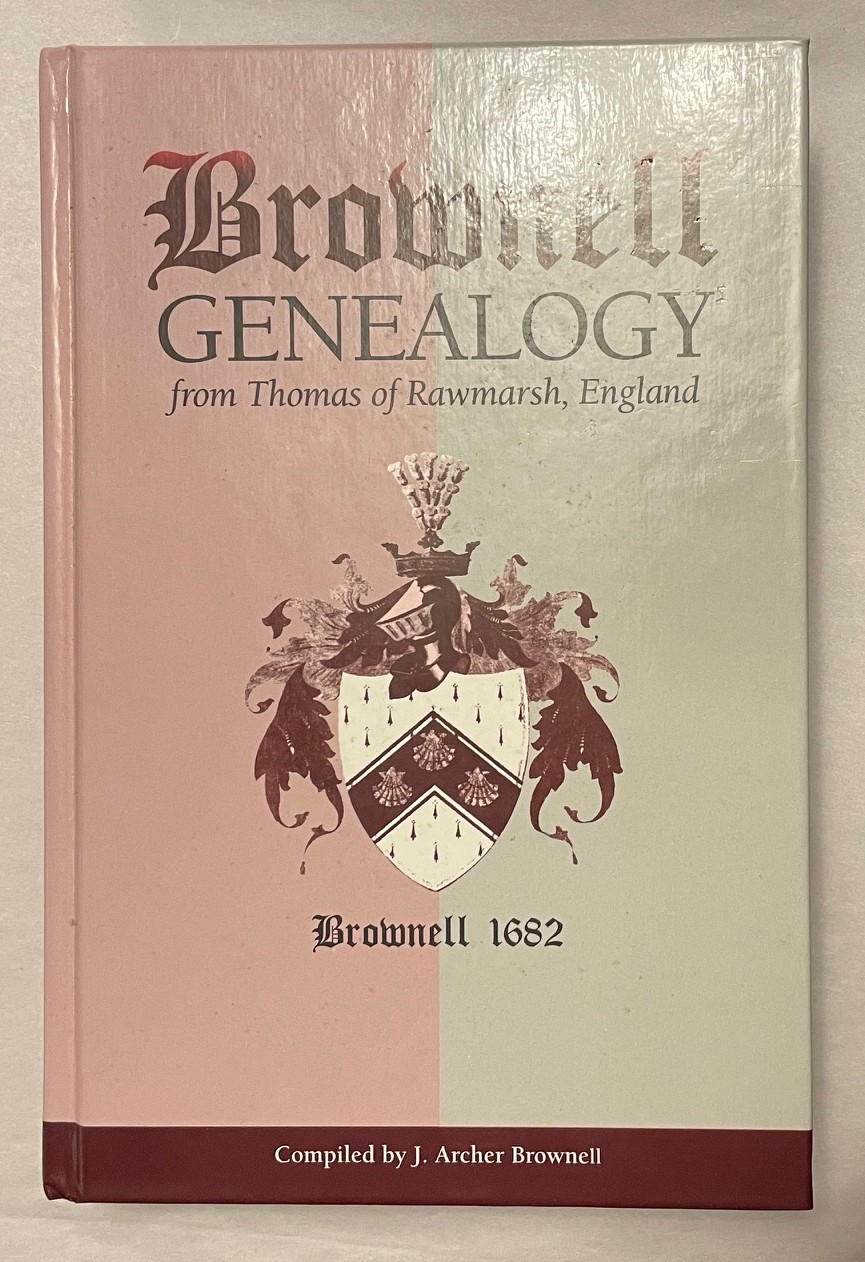 Brownell
GENEALOGY
from Thomas of Rawmarsh, England
Brownell 1682
Compiled by J. Archer Brownell